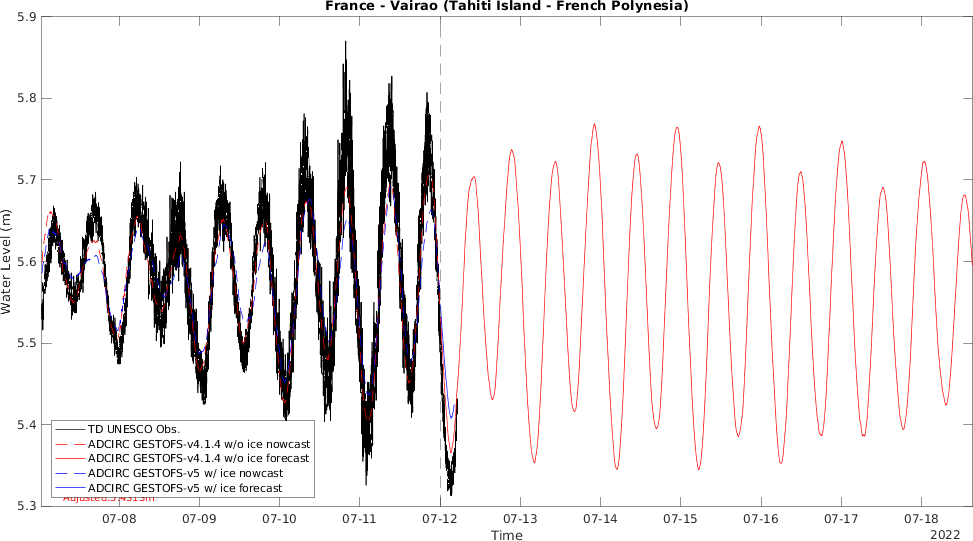 France - Vairao (Tahiti Island - French Polynesia)
5.9
5.8
5.7
5.6
5.5
5.4
5.3
Water Level (m)
TD UNESCO Obs.
ADCIRC GESTOFS-v4.1.4 w/o ice nowcast
ADCIRC GESTOFS-v4.1.4 w/o ice forecast
ADCIRC GESTOFS-v5 w/ ice nowcast
ADCIRC GESTOFS-v5 w/ ice forecast
07-08
07-09
07-10
07-11
07-12
07-13
07-14
07-15
07-16
07-17
07-18
Time
2022